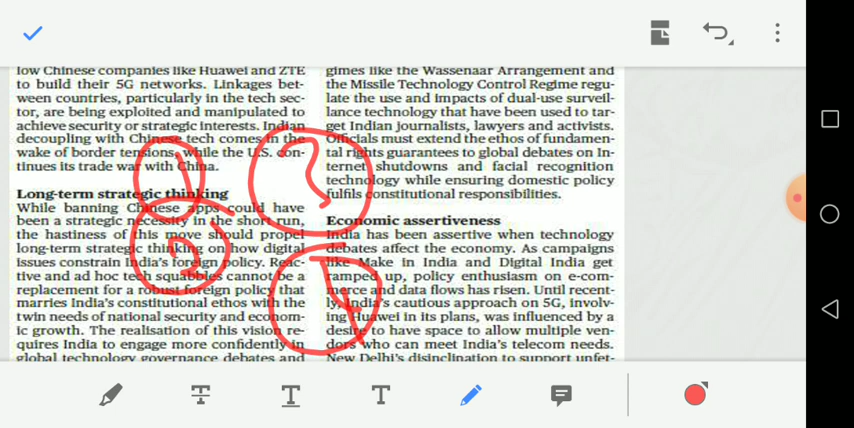 low Chinese companies like Huawei and ZTE
to build their 5G networks. Linkages bet-
ween countries, particularly in the tech sec-
tor, are being exploited and manipulated to
achieve security or strategic interests. Indian
decoupling with Chinese tech comes in the
wake of border tensions, while the U.S. con-
tinues its trade war with China.
Long-term strategic thinking
While banning Chinese apps could have
been a strategic necessity in the short run,
the hastiness of this move should propel
long-term strategic thinking on how digital
issues constrain India's foreign policy. Reac-
tive and ad hoc tech squabbles cannot be a
replacement for a robust foreign policy that
marries India's constitutional ethos with the
twin needs of national security and econom-
ic growth. The realisation of this vision re-
quires India to engage more confidently in
global technology governance debates and
gimes like the Wassenaar Arrangement and
the Missile Technology Control Regime regu-
late the use and impacts of dual-use surveil-
lance technology that have been used to tar-
get Indian journalists, lawyers and activists.
Officials must extend the ethos of fundamen-
tal rights guarantees to global debates on In-
ternet shutdowns and facial recognition
technology while ensuring domestic policy
fulfils constitutional responsibilities.
Economic assertiveness
India has been assertive when technology
debates affect the economy. As campaigns
like Make in India and Digital India get
ramped up, policy enthusiasm on e-com-
merce and data flows has risen. Until recent-
ly, India's cautious approach on 5G, involv-
ing Huawei in its plans, was influenced by a
desire to have space to allow multiple ven-
dors who can meet India's telecom needs.
New Delhi's disinclination to support unfet-
T T T